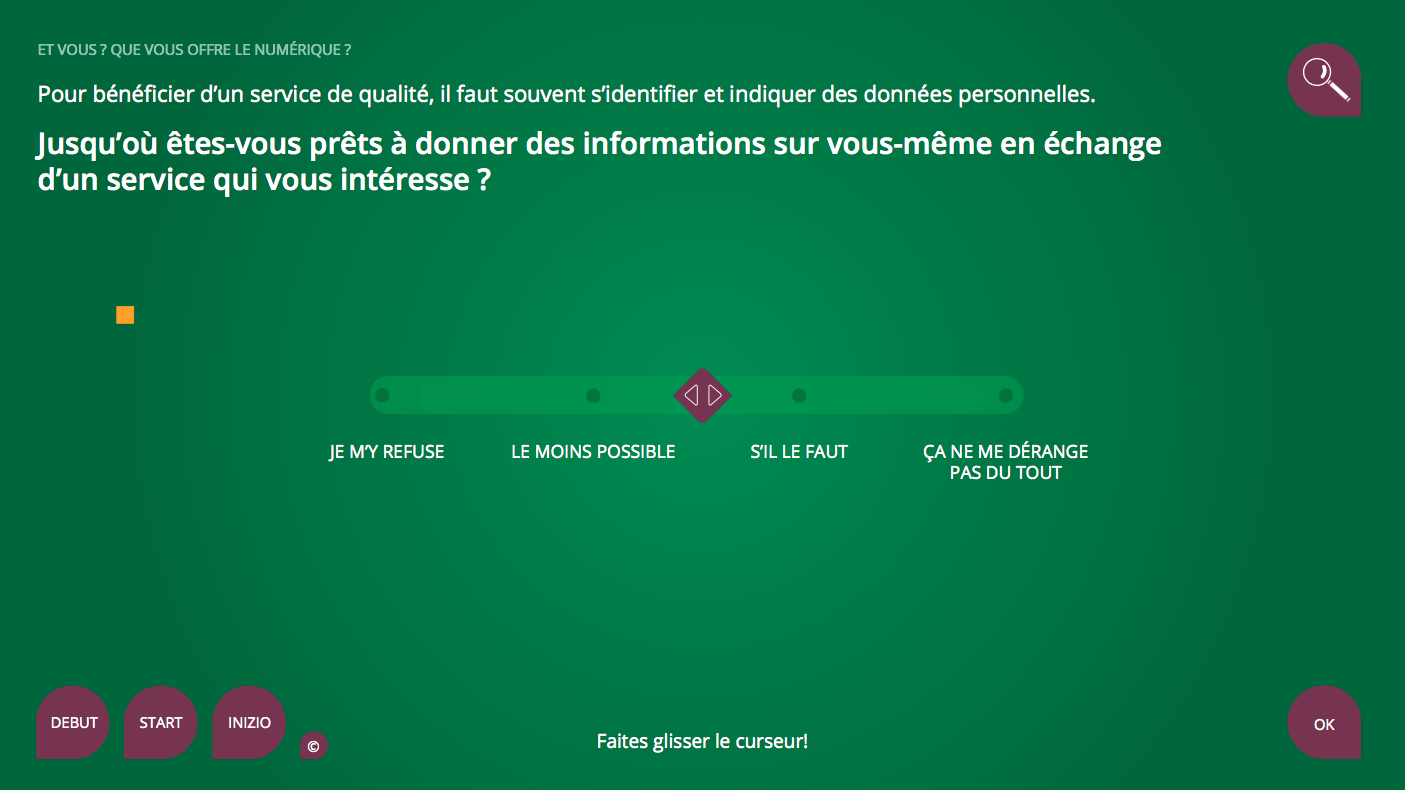 ET VOUS ? QUE VOUS OFFRE LE NUMÉRIQUE ?
Pour bénéficier d’un service de qualité, il faut souvent s’identifier et indiquer des données personnelles.
Jusqu’où êtes-vous prêts à donner des informations sur vous-même en échange
d’un service qui vous intéresse ?
JE M’Y REFUSE
LE MOINS POSSIBLE
S’IL LE FAUT
ÇA NE ME DÉRANGE
PAS DU TOUT
DEBUT
START
INIZIO
©
Faites glisser le curseur!
OK